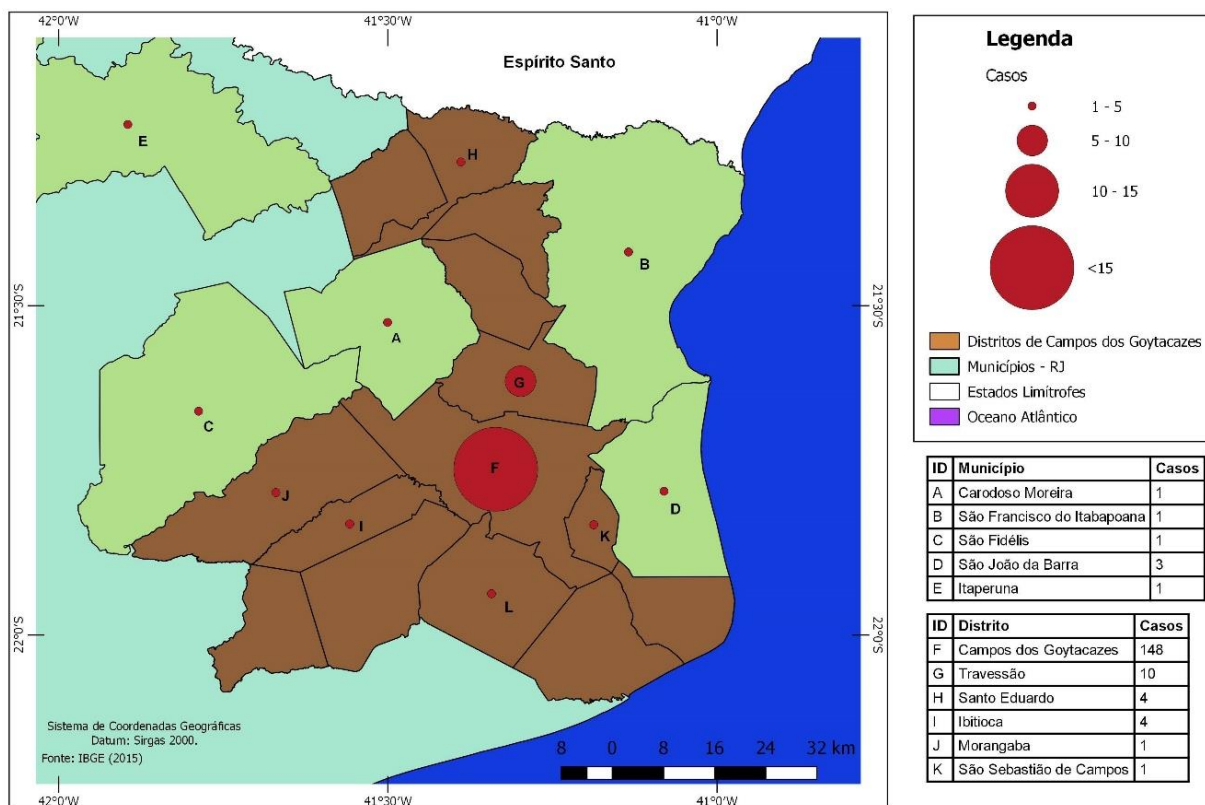 42°0'W 41°30'W 41°0'W
Espírito Santo
E
H
B
A
G
C
F
J
D
I
K
L
21°30'S 21°30'S
22°0'S 22°0'S
Sistema de Coordenadas Geográficas
Datum: Sirgas 2000.
Fonte: IBGE (2015)
8 0 8 16 24 32 km
42°0'W 41°30'W 41°0'W
Legenda
Casos
1 - 5
5 - 10
10 - 15
<15
Distritos de Campos dos Goytacazes
Municípios - RJ
Estados Limítrofes
Oceano Atlântico
ID Município Casos
A Carodoso Moreira 1
B São Francisco do Itabapoana 1
C São Fidélis 1
D São João da Barra 3
E Itaperuna 1
ID Distrito Casos
F Campos dos Goytacazes 148
G Travessão 10
H Santo Eduardo 4
I Ibitioca 4
J Morangaba 1
K São Sebastião de Campos 1